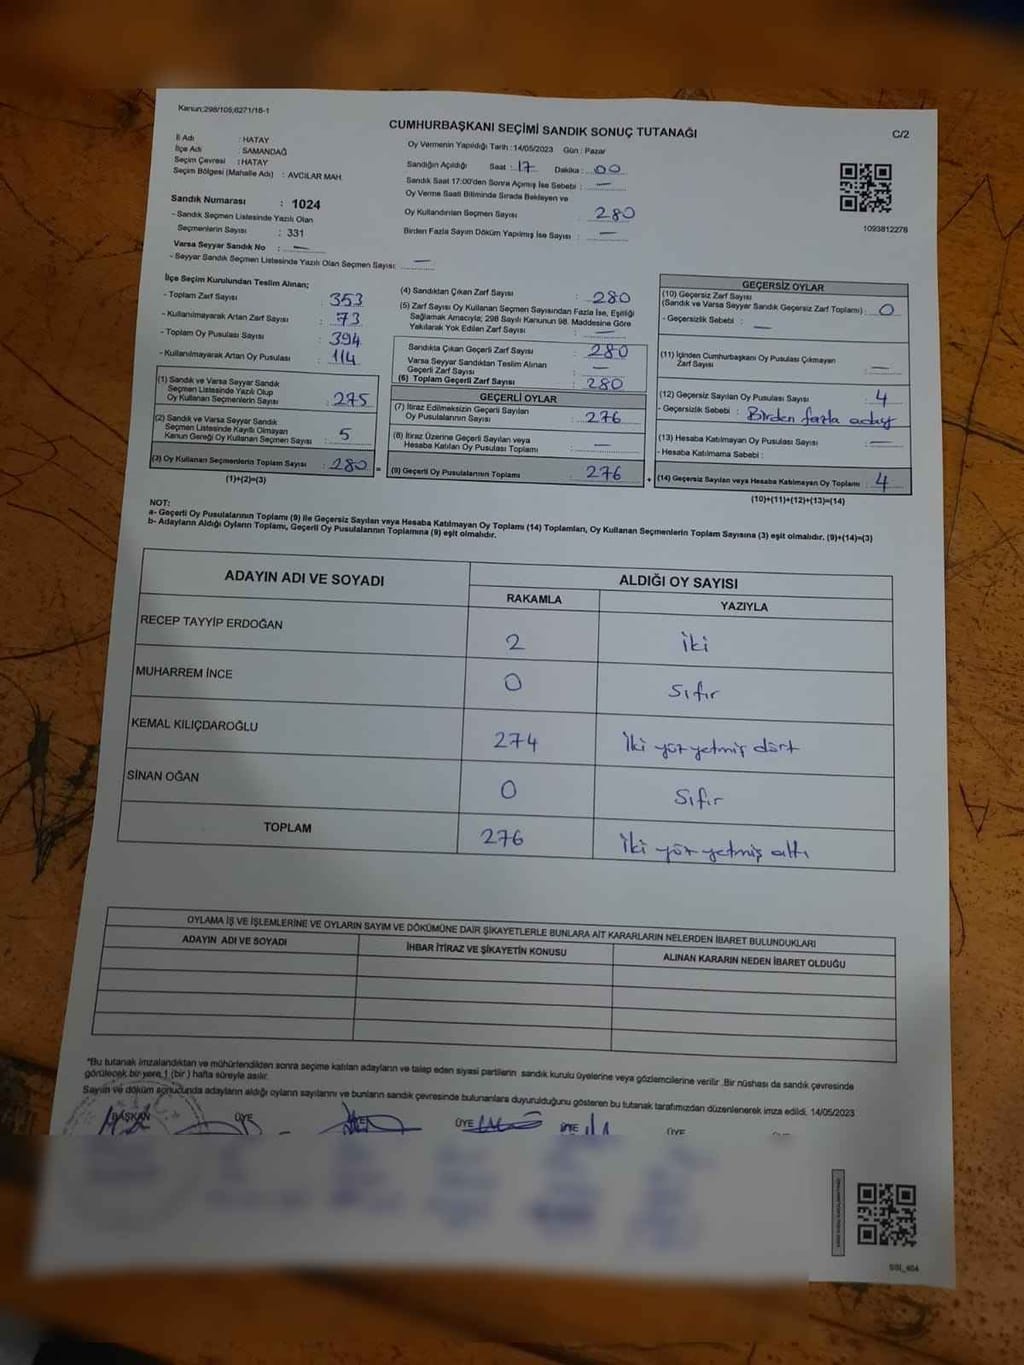 Kanun:298/105;6271/16-1
CUMHURBAŞKANI SEÇİMİ SANDIK SONUÇ TUTANAĞI
C/2
İl Adı : HATAY
İlçe Adı : SAMANDAĞ
Seçim Çevresi : HATAY
Seçim Bölgesi (Mahalle Adı) : AVCILAR MAH.
Sandık Numarası : 1024
- Sandık Seçmen Listesinde Yazılı Olan
Seçmenlerin Sayısı : 331
Varsa Seyyar Sandık No : —
- Seyyar Sandık Seçmen Listesinde Yazılı Olan Seçmen Sayısı: —
Oy Vermenin Yapıldığı Tarih : 14/05/2023 Gün : Pazar
Sandığın Açıldığı Saat : 17 Dakika : 00
Sandık Saat 17:00'den Sonra Açımış İse Sebebi : —
Oy Verme Saati Bitiminde Sırada Bekleyen ve
Oy Kullandırılan Seçmen Sayısı 280
Birden Fazla Sayım Döküm Yapılmış İse Sayısı : —
1093812278
İlçe Seçim Kurulundan Teslim Alınan;
- Toplam Zarf Sayısı : 353
- Kullanılmayarak Artan Zarf Sayısı : 73
- Toplam Oy Pusulası Sayısı : 394
- Kullanılmayarak Artan Oy Pusulası : 114
(1) Sandık ve Varsa Seyyar Sandık
Seçmen Listesinde Yazılı Olup
Oy Kullanan Seçmenlerin Sayısı : 275
(2) Sandık ve Varsa Seyyar Sandık
Seçmen Listesinde Kayıtlı Olmayan
Kanun Gereği Oy Kullanan Seçmen Sayısı : 5
(3) Oy Kullanan Seçmenlerin Toplam Sayısı : 280 =
(1)+(2)=(3)
(4) Sandıktan Çıkan Zarf Sayısı : 280
(5) Zarf Sayısı Oy Kullanan Seçmen Sayısından Fazla İse, Eşitliği
Sağlamak Amacıyla; 298 Sayılı Kanunun 98. Maddesine Göre
Yakılarak Yok Edilen Zarf Sayısı : —
Sandıkta Çıkan Geçerli Zarf Sayısı : 280
Varsa Seyyar Sandıktan Teslim Alınan
Geçerli Zarf Sayısı : —
(6) Toplam Geçerli Zarf Sayısı : 280
GEÇERLİ OYLAR
(7) İtiraz Edilmeksizin Geçerli Sayılan
Oy Pusulasının Sayısı : 276
(8) İtiraz Üzerine Geçerli Sayılan veya
Hesaba Katılan Oy Pusulası Toplamı : —
(9) Geçerli Oy Pusulalarının Toplamı : 276 +
GEÇERSİZ OYLAR
(10) Geçersiz Zarf Sayısı
(Sandık ve Varsa Seyyar Sandık Geçersiz Zarf Toplamı) : 0
- Geçersizlik Sebebi : —
(11) İçinden Cumhurbaşkanı Oy Pusulası Çıkmayan
Zarf Sayısı : —
(12) Geçersiz Sayılan Oy Pusulası Sayısı : 4
- Geçersizlik Sebebi : Birden fazla aday
(13) Hesaba Katılmayan Oy Pusulası Sayısı : —
- Hesaba Katılmama Sebebi :
(14) Geçersiz Sayılan veya Hesaba Katılmayan Oy Toplamı : 4
(10)+(11)+(12)+(13)=(14)
NOT:
a- Geçerli Oy Pusulalarının Toplamı (9) ile Geçersiz Sayılan veya Hesaba Katılmayan Oy Toplamı (14) Toplamları, Oy Kullanan Seçmenlerin Toplam Sayısına (3) eşit olmalıdır. (9)+(14)=(3)
b- Adayların Aldığı Oyların Toplamı, Geçerli Oy Pusulalarının Toplamına (9) eşit olmalıdır.
ADAYIN ADI VE SOYADI ALDIĞI OY SAYISI
RAKAMLA YAZIYLA
RECEP TAYYİP ERDOĞAN 2 iki
MUHARREM İNCE 0 sıfır
KEMAL KILIÇDAROĞLU 274 İki yüz yetmiş dört
SİNAN OĞAN 0 Sıfır
TOPLAM 276 İki yüz yetmiş altı
OYLAMA İŞ VE İŞLEMLERİNE VE OYLARIN SAYIM VE DÖKÜMÜNE DAİR ŞİKAYETLERLE BUNLARA AİT KARARLARIN NELERDEN İBARET BULUNDUKLARI
ADAYIN ADI VE SOYADI İHBAR İTİRAZ VE ŞİKAYETİN KONUSU ALINAN KARARIN NEDEN İBARET OLDUĞU
"Bu tutanak imzalandıktan ve mühürlendikten sonra seçime katılan adayların ve talep eden siyasi partilerin sandık kurulu üyelerine veya gözlemcilerine verilir .Bir nüshası da sandık çevresinde
görülecek bir yere 1 (bir ) hafta süreyle asılır.
Sayım ve döküm sonucunda adayların aldığı oyların sayılarını ve bunların sandık çevresinde bulunanlara duyurulduğunu gösteren bu tutanak tarafımızdan düzenlenerek imza edildi. 14/05/2023
BAŞKAN ÜYE ÜYE ÜYE ÜYE
SSI_404